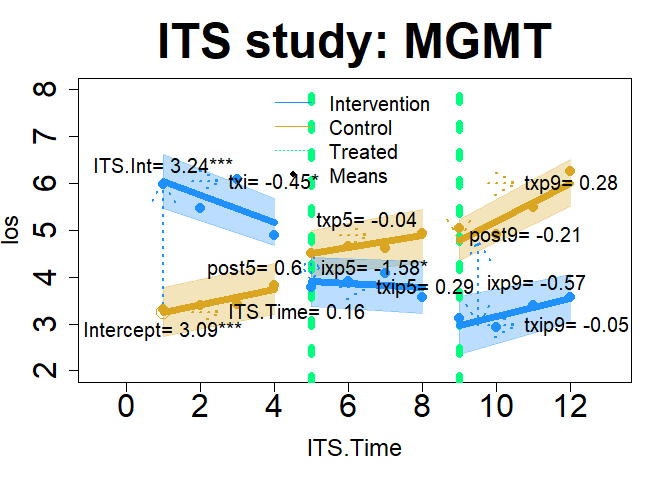 ITS study: MGMT
8
7
6
5
4
3
2
los
Intervention
Control
Treated
Means
ITS.Int= 3.24***
txi= -0.45*
txp5= -0.04
txp9= 0.28
post9= -0.21
post5= 0.6
ixp5= -1.58*
txip5= 0.29
ixp9= -0.57
ITS.Time= 0.16
Intercept= 3.09***
txip9= -0.05
0 2 4 6 8 10 12
ITS.Time